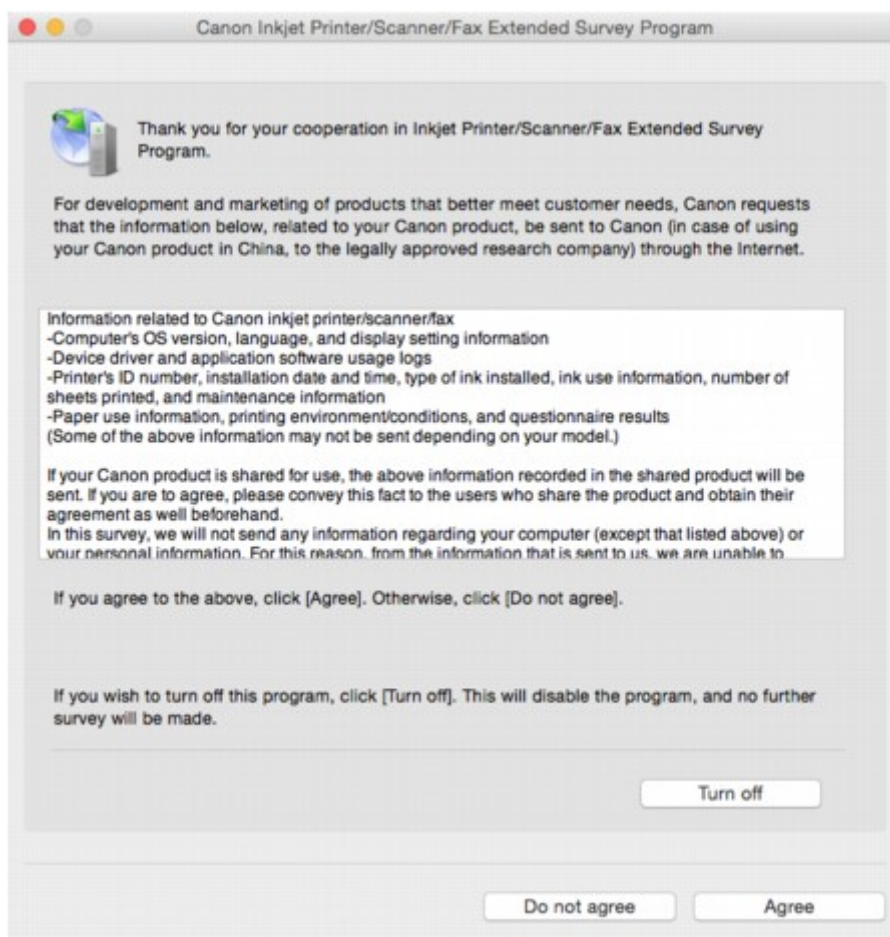 Canon Inkjet Printer/Scanner/Fax Extended Survey Program
Thank you for your cooperation in Inkjet Printer/Scanner/Fax Extended Survey
Program.
For development and marketing of products that better meet customer needs, Canon requests
that the information below, related to your Canon product, be sent to Canon (in case of using
your Canon product in China, to the legally approved research company) through the Internet.
Information related to Canon inkjet printer/scanner/fax
-Computer's OS version, language, and display setting information
-Device driver and application software usage logs
-Printer's ID number, installation date and time, type of ink installed, ink use information, number of
sheets printed, and maintenance information
-Paper use information, printing environment/conditions, and questionnaire results
(Some of the above information may not be sent depending on your model.)
If your Canon product is shared for use, the above information recorded in the shared product will be
sent. If you are to agree, please convey this fact to the users who share the product and obtain their
agreement as well beforehand.
In this survey, we will not send any information regarding your computer (except that listed above) or
your personal information. For this reason, from the information that is sent to us, we are unable to
If you agree to the above, click [Agree]. Otherwise, click [Do not agree].
If you wish to turn off this program, click [Turn off]. This will disable the program, and no further
survey will be made.
Turn off
Do not agree
Agree